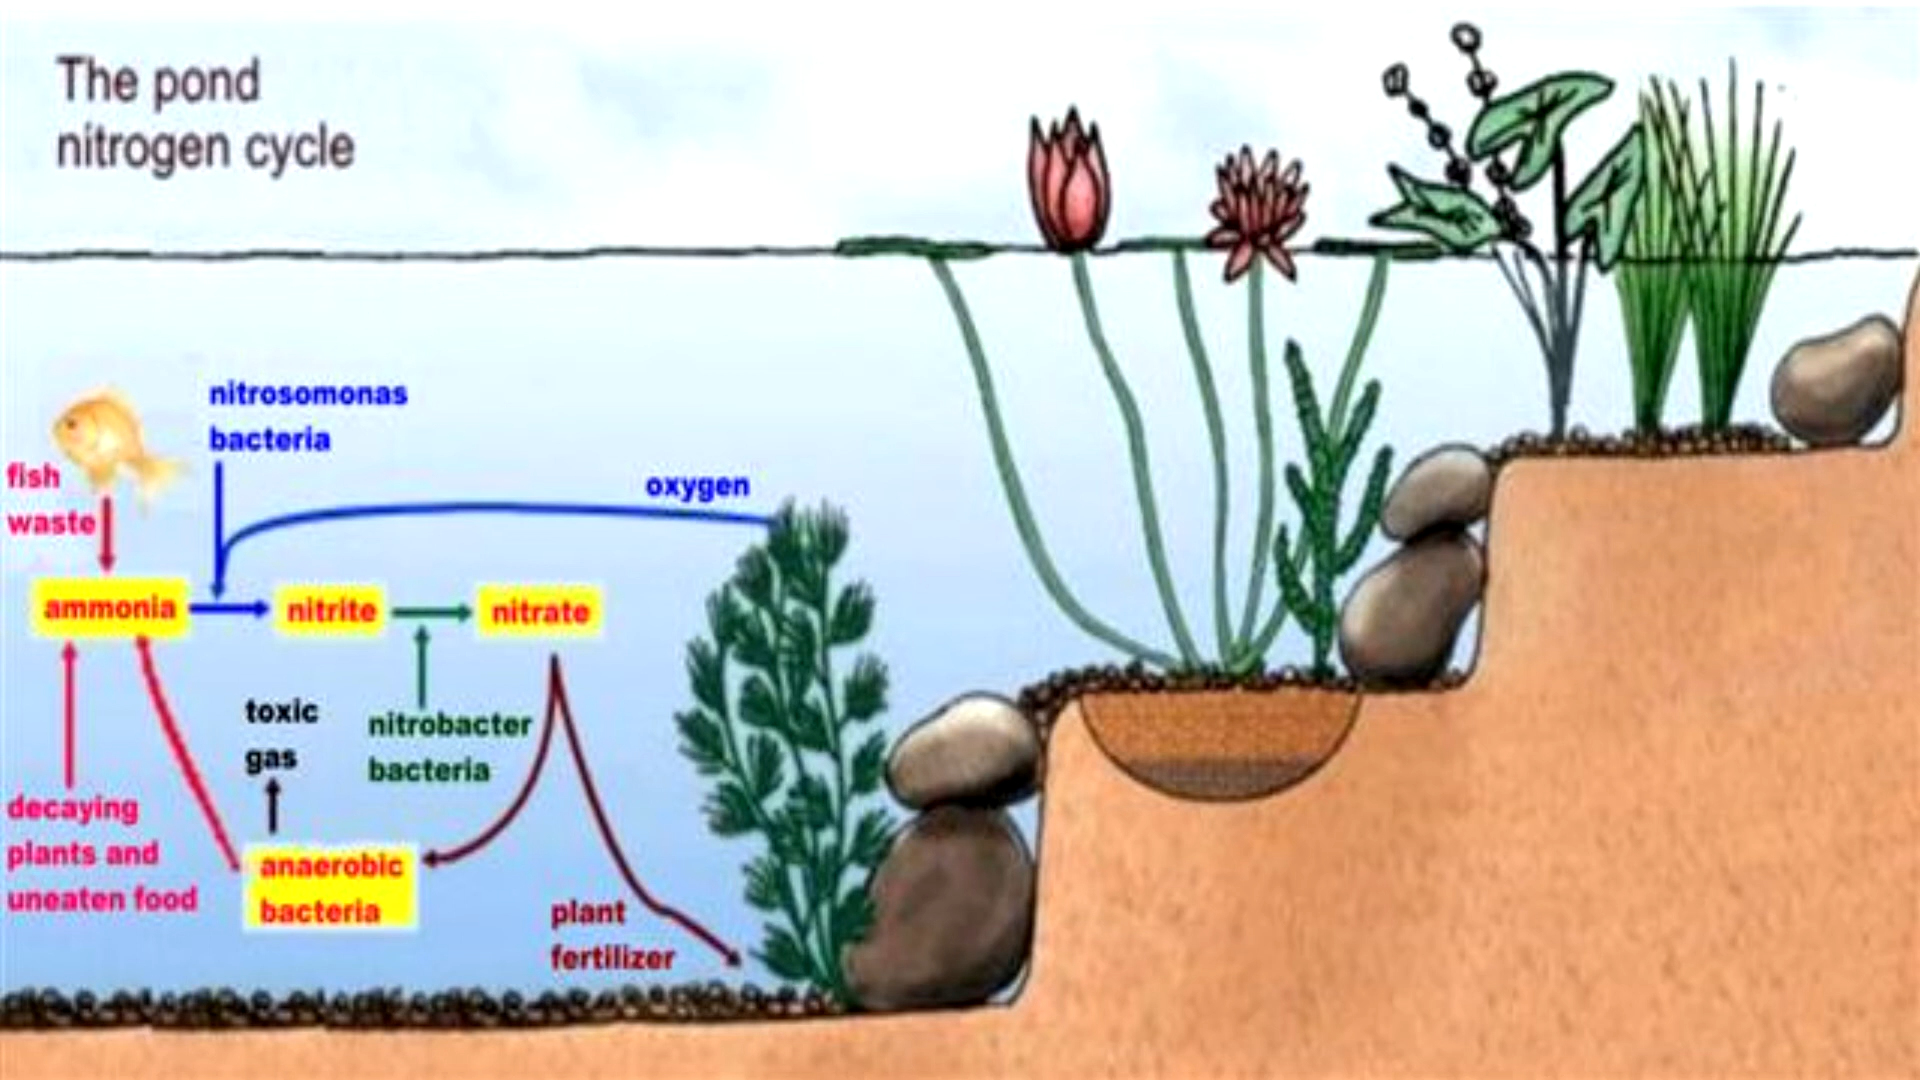 The pond
nitrogen cycle
nitrosomonas
bacteria
fish
waste
oxygen
ammonia
nitrite
nitrate
toxic
gas
nitrobacter
bacteria
decaying
plants and
uneaten food
anaerobic
bacteria
plant
fertilizer